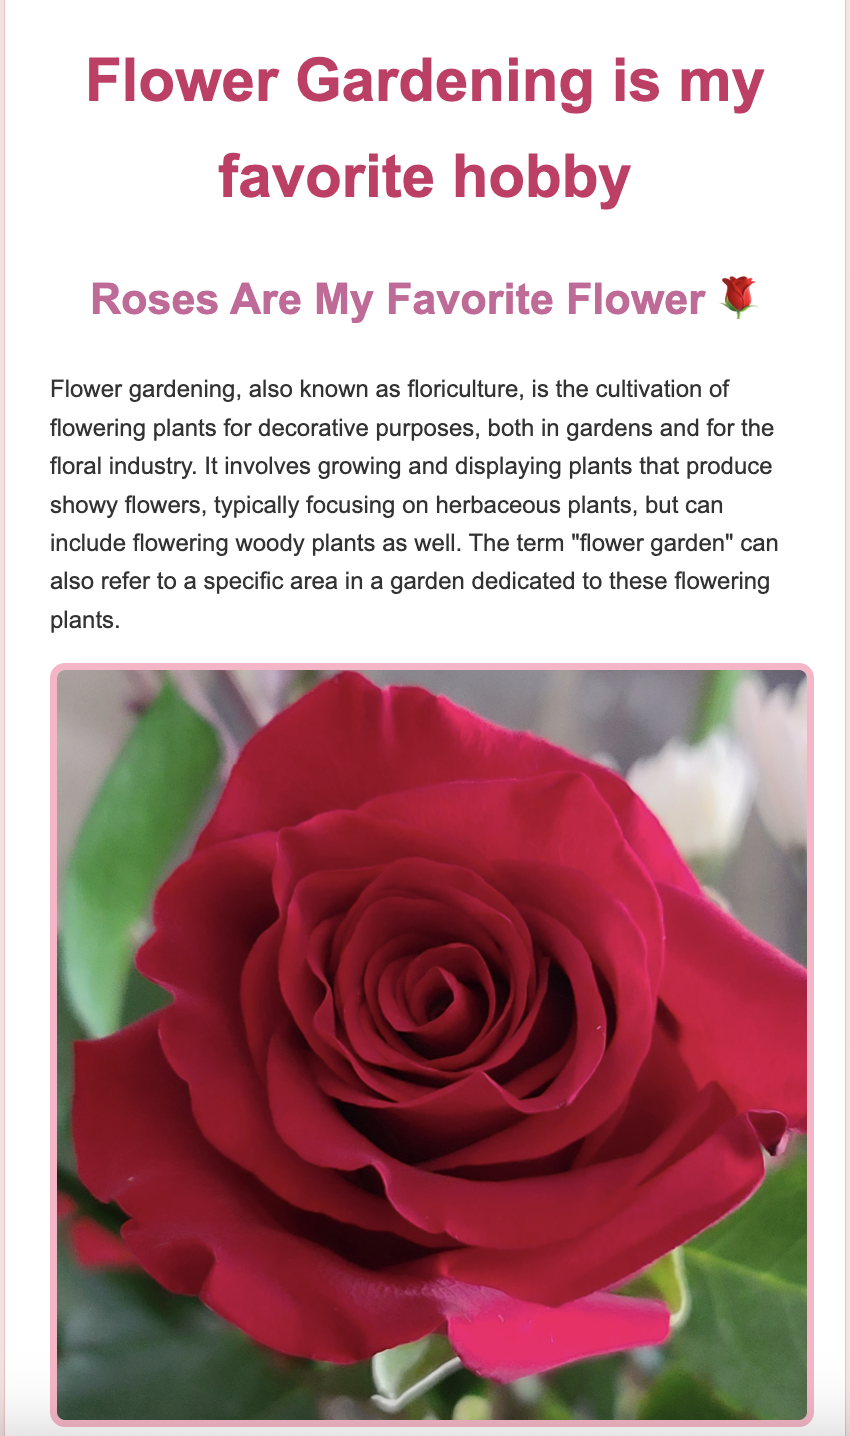 Flower Gardening is my
favorite hobby
Roses Are My Favorite Flower 🌹
Flower gardening, also known as floriculture, is the cultivation of
flowering plants for decorative purposes, both in gardens and for the
floral industry. It involves growing and displaying plants that produce
showy flowers, typically focusing on herbaceous plants, but can
include flowering woody plants as well. The term "flower garden" can
also refer to a specific area in a garden dedicated to these flowering
plants.